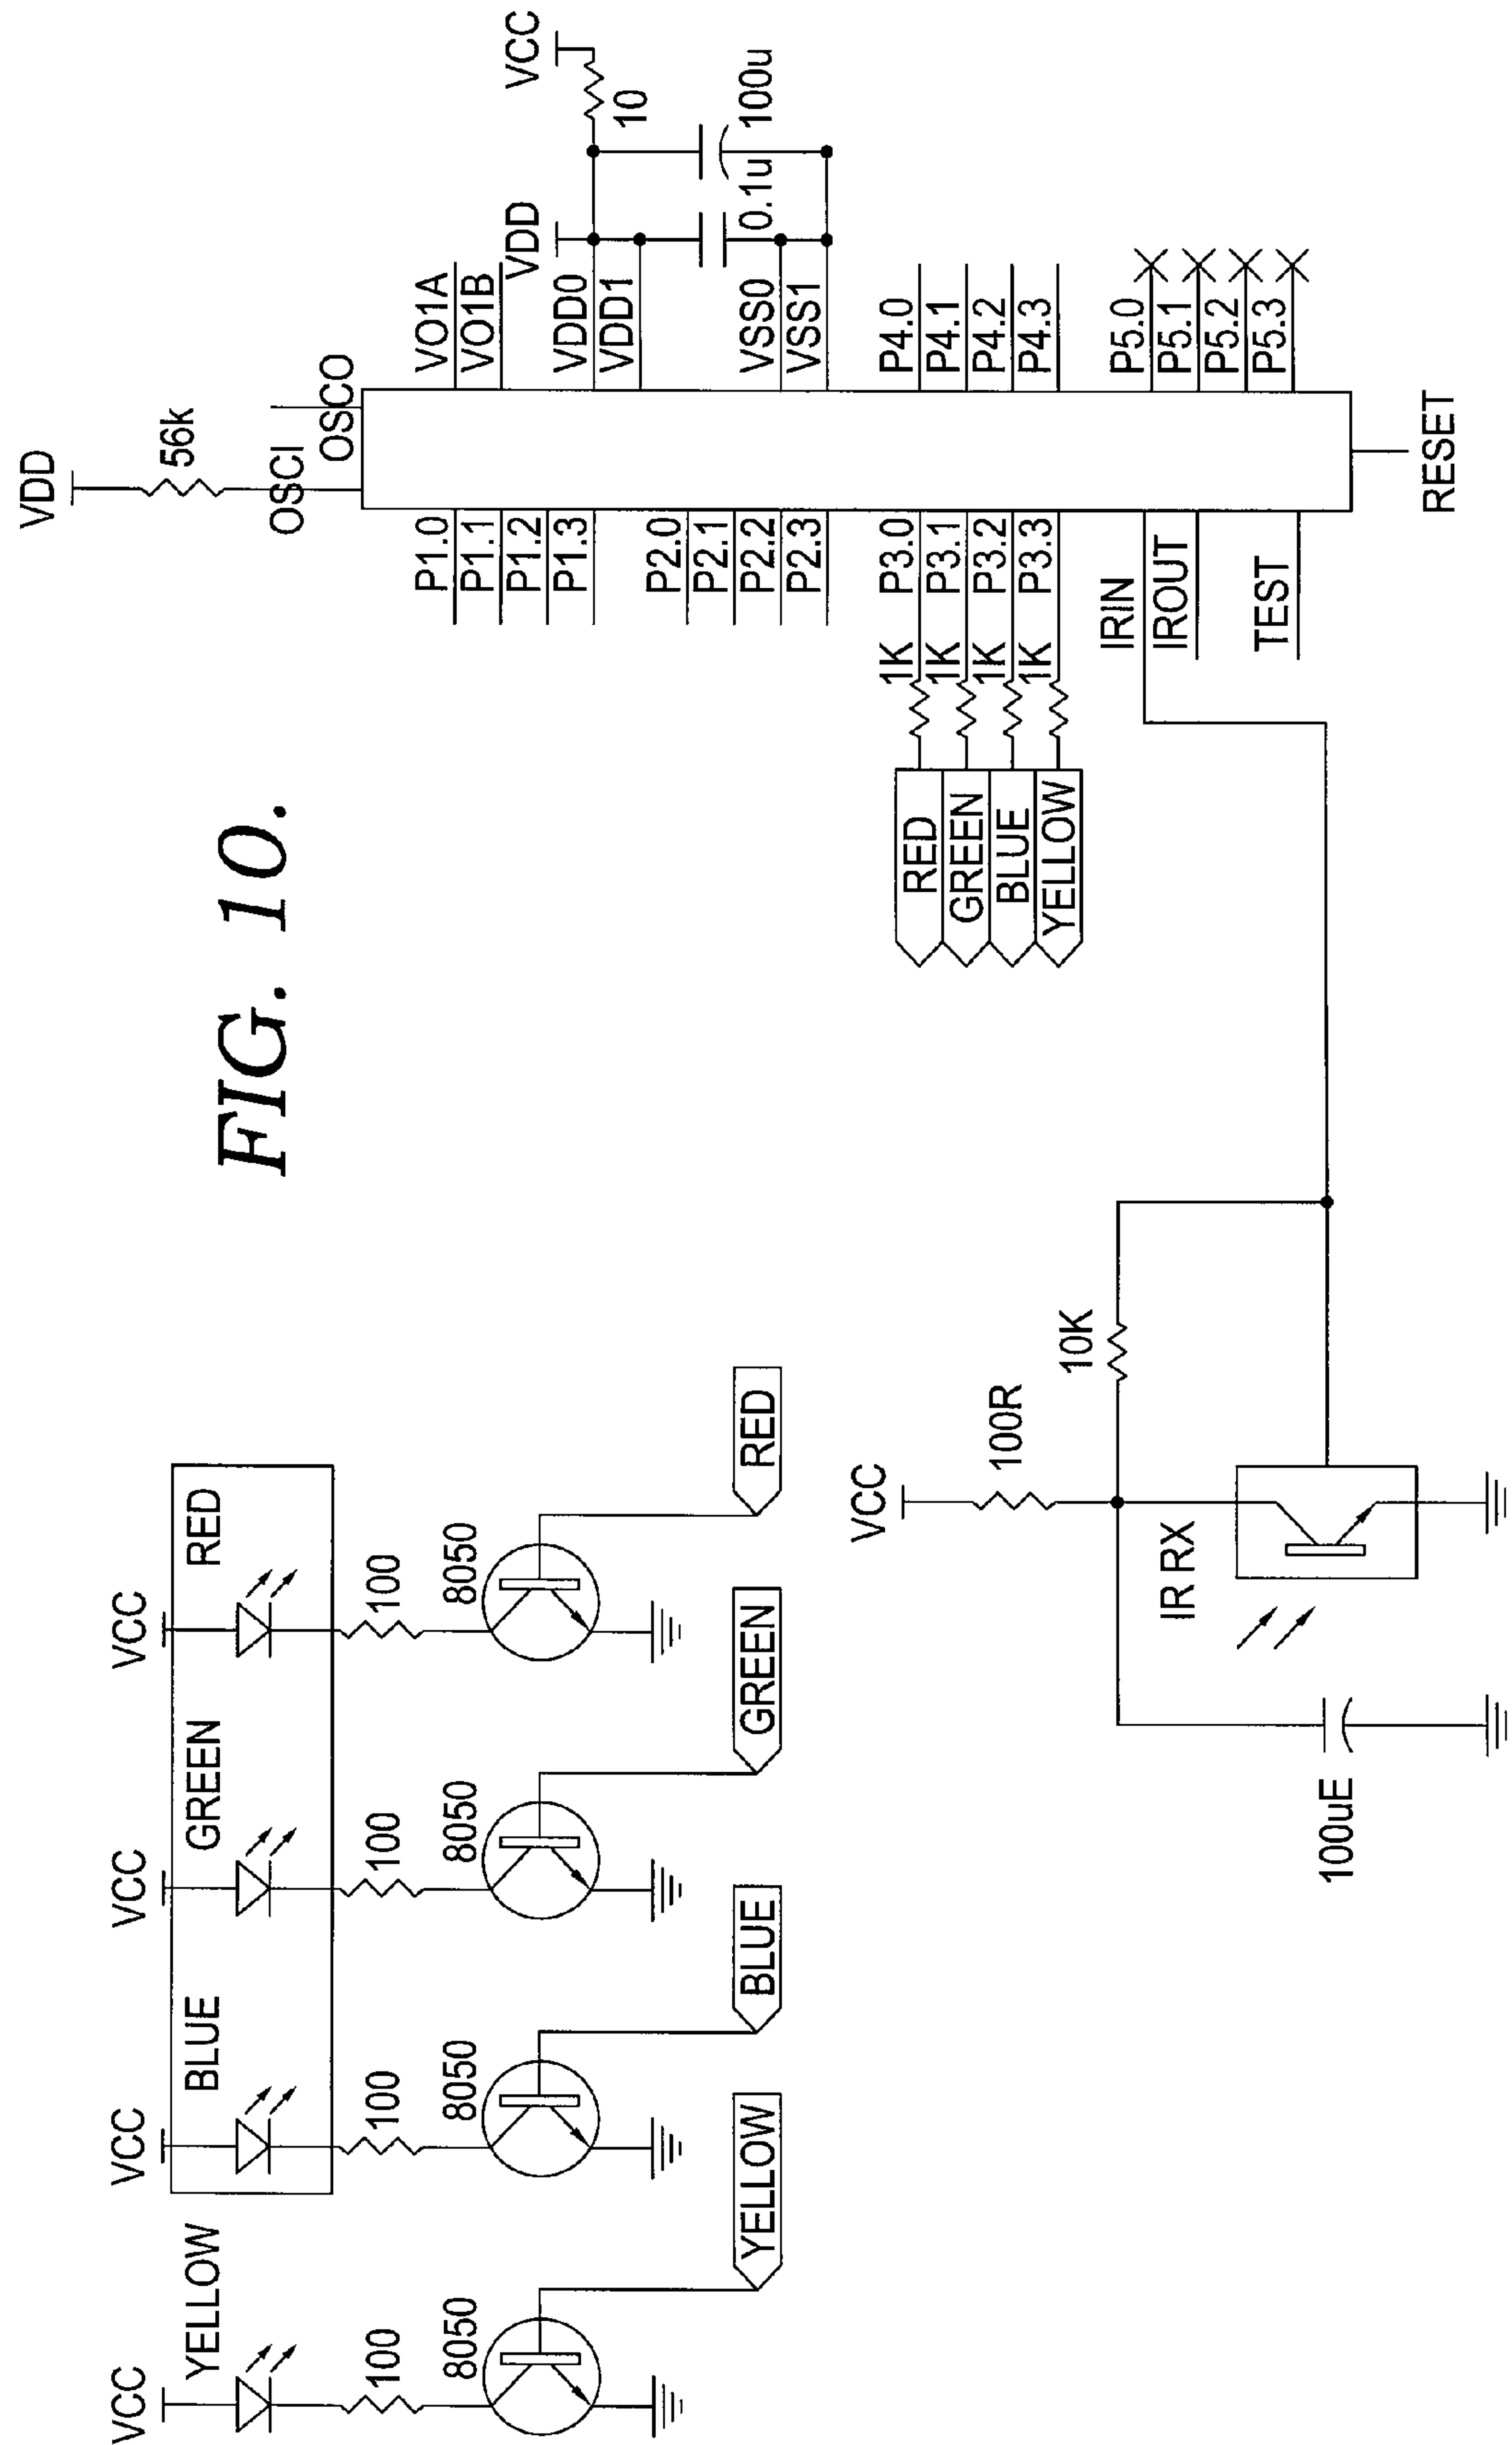 FIG. 10.
VCC
YELLOW
100
8050
YELLOW
VCC
BLUE
100
8050
BLUE
VCC
GREEN
100
8050
GREEN
VCC
RED
100
8050
RED
VCC
100R
10K
IR RX
100uE
VDD
56k
OSCI
OSCO
P1.0
P1.1
P1.2
P1.3
P2.0
P2.1
P2.2
P2.3
RED
1K
P3.0
GREEN
1K
P3.1
BLUE
1K
P3.2
YELLOW
1K
P3.3
IRIN
IROUT
TEST
RESET
VO1A
VO1B
VDD
VCC
VDD0
10
VDD1
VSS0
0.1u
100u
VSS1
P4.0
P4.1
P4.2
P4.3
P5.0
P5.1
P5.2
P5.3